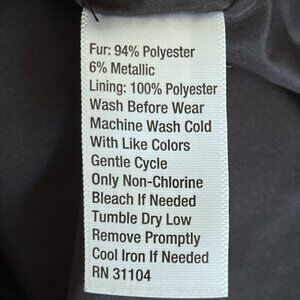 Fur: 94% Polyester
6% Metallic
Lining: 100% Polyester
Wash Before Wear
Machine Wash Cold
With Like Colors
Gentle Cycle
Only Non-Chlorine
Bleach If Needed
Tumble Dry Low
Remove Promptly
Cool Iron If Needed
RN 31104